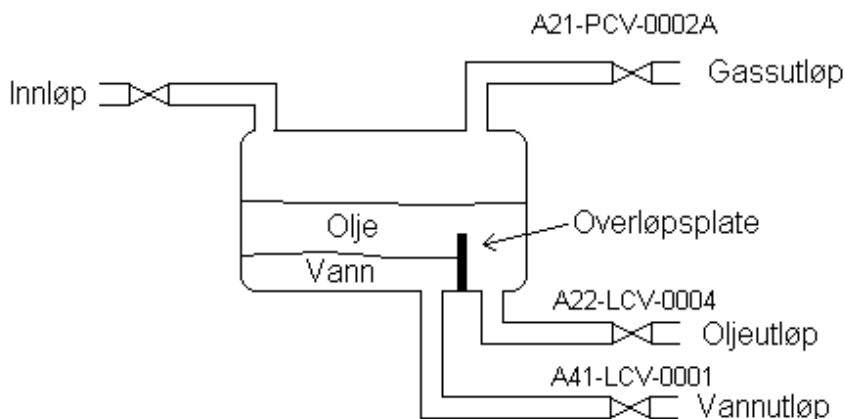 A21-PCV-0002A
Innløp
Gassutløp
Olje
Overløpsplate
Vann
A22-LCV-0004
Oljeutløp
A41-LCV-0001
Vannutløp